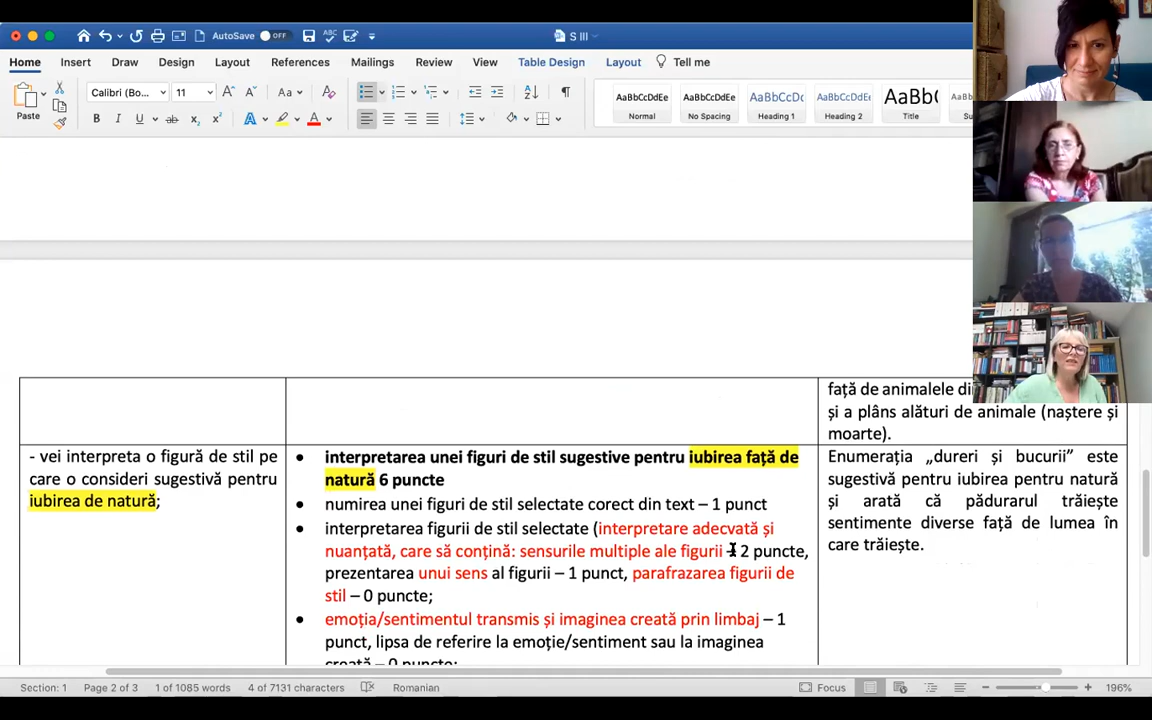 AutoSave OFF
S III
Home Insert Draw Design Layout References Mailings Review View Table Design Layout Tell me
Calibri (Bo... 11
Paste
AaBbCcDdEe AaBbCcDdEe AaBbCcDc AaBbCcDdEe AaBb( AaBb
Normal No Spacing Heading 1 Heading 2 Title
față de animalele di
și a plâns alături de animale (naștere și
moarte).
- vei interpreta o figură de stil pe
care o consideri sugestivă pentru
iubirea de natură;
interpretarea unei figuri de stil sugestive pentru iubirea față de
natură 6 puncte
numirea unei figuri de stil selectate corect din text – 1 punct
interpretarea figurii de stil selectate (interpretare adecvată și
nuanțată, care să conțină: sensurile multiple ale figurii – 2 puncte,
prezentarea unui sens al figurii – 1 punct, parafrazarea figurii de
stil – 0 puncte;
emoția/sentimentul transmis și imaginea creată prin limbaj – 1
punct, lipsa de referire la emoție/sentiment sau la imaginea
creată – 0 puncte;
Enumerația „dureri și bucurii” este
sugestivă pentru iubirea pentru natură
și arată că pădurarul trăiește
sentimente diverse față de lumea în
care trăiește.
Section: 1 Page 2 of 3 1 of 1085 words 4 of 7131 characters Romanian Focus 196%